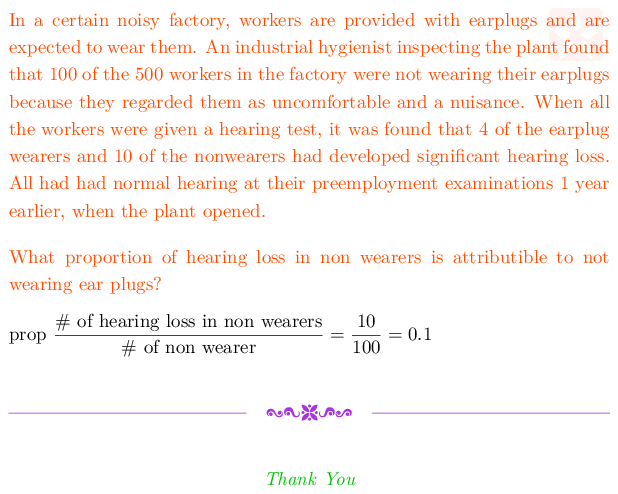 In a certain noisy factory, workers are provided with earplugs and are
expected to wear them. An industrial hygienist inspecting the plant found
that 100 of the 500 workers in the factory were not wearing their earplugs
because they regarded them as uncomfortable and a nuisance. When all
the workers were given a hearing test, it was found that 4 of the earplug
wearers and 10 of the nonwearers had developed significant hearing loss.
All had had normal hearing at their preemployment examinations 1 year
earlier, when the plant opened.
What proportion of hearing loss in non wearers is attributible to not
wearing ear plugs?
prop # of hearing loss in non wearers / # of non wearer = 10 / 100 = 0.1
Thank You